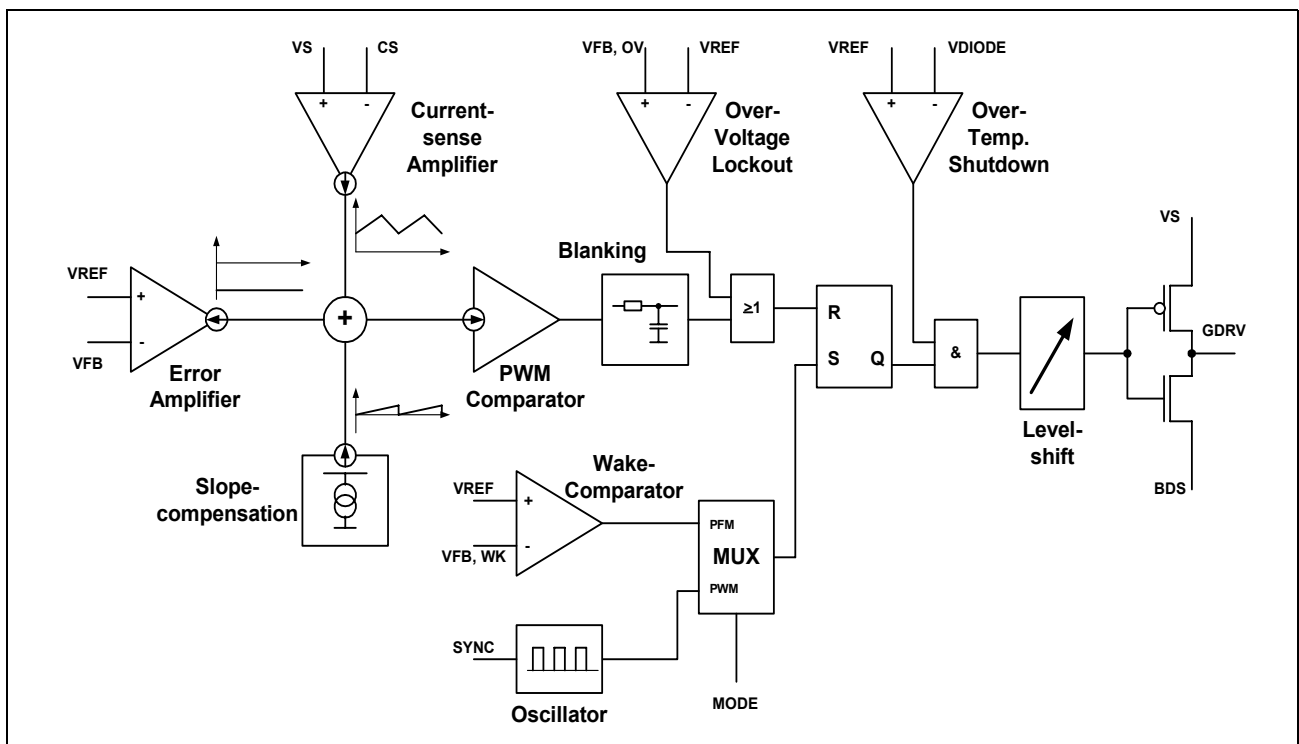 VS
CS
+
-
Current-
sense
Amplifier
VFB, OV
VREF
+
-
Over-
Voltage
Lockout
VREF
VDIODE
+
-
Over-
Temp.
Shutdown
VREF
VFB
+
-
Error
Amplifier
+
Slope-
compensation
PWM
Comparator
Blanking
≥1
R
S
Q
&
Level-
shift
VS
GDRV
BDS
VREF
VFB, WK
+
-
Wake-
Comparator
PFM
MUX
PWM
SYNC
Oscillator
MODE